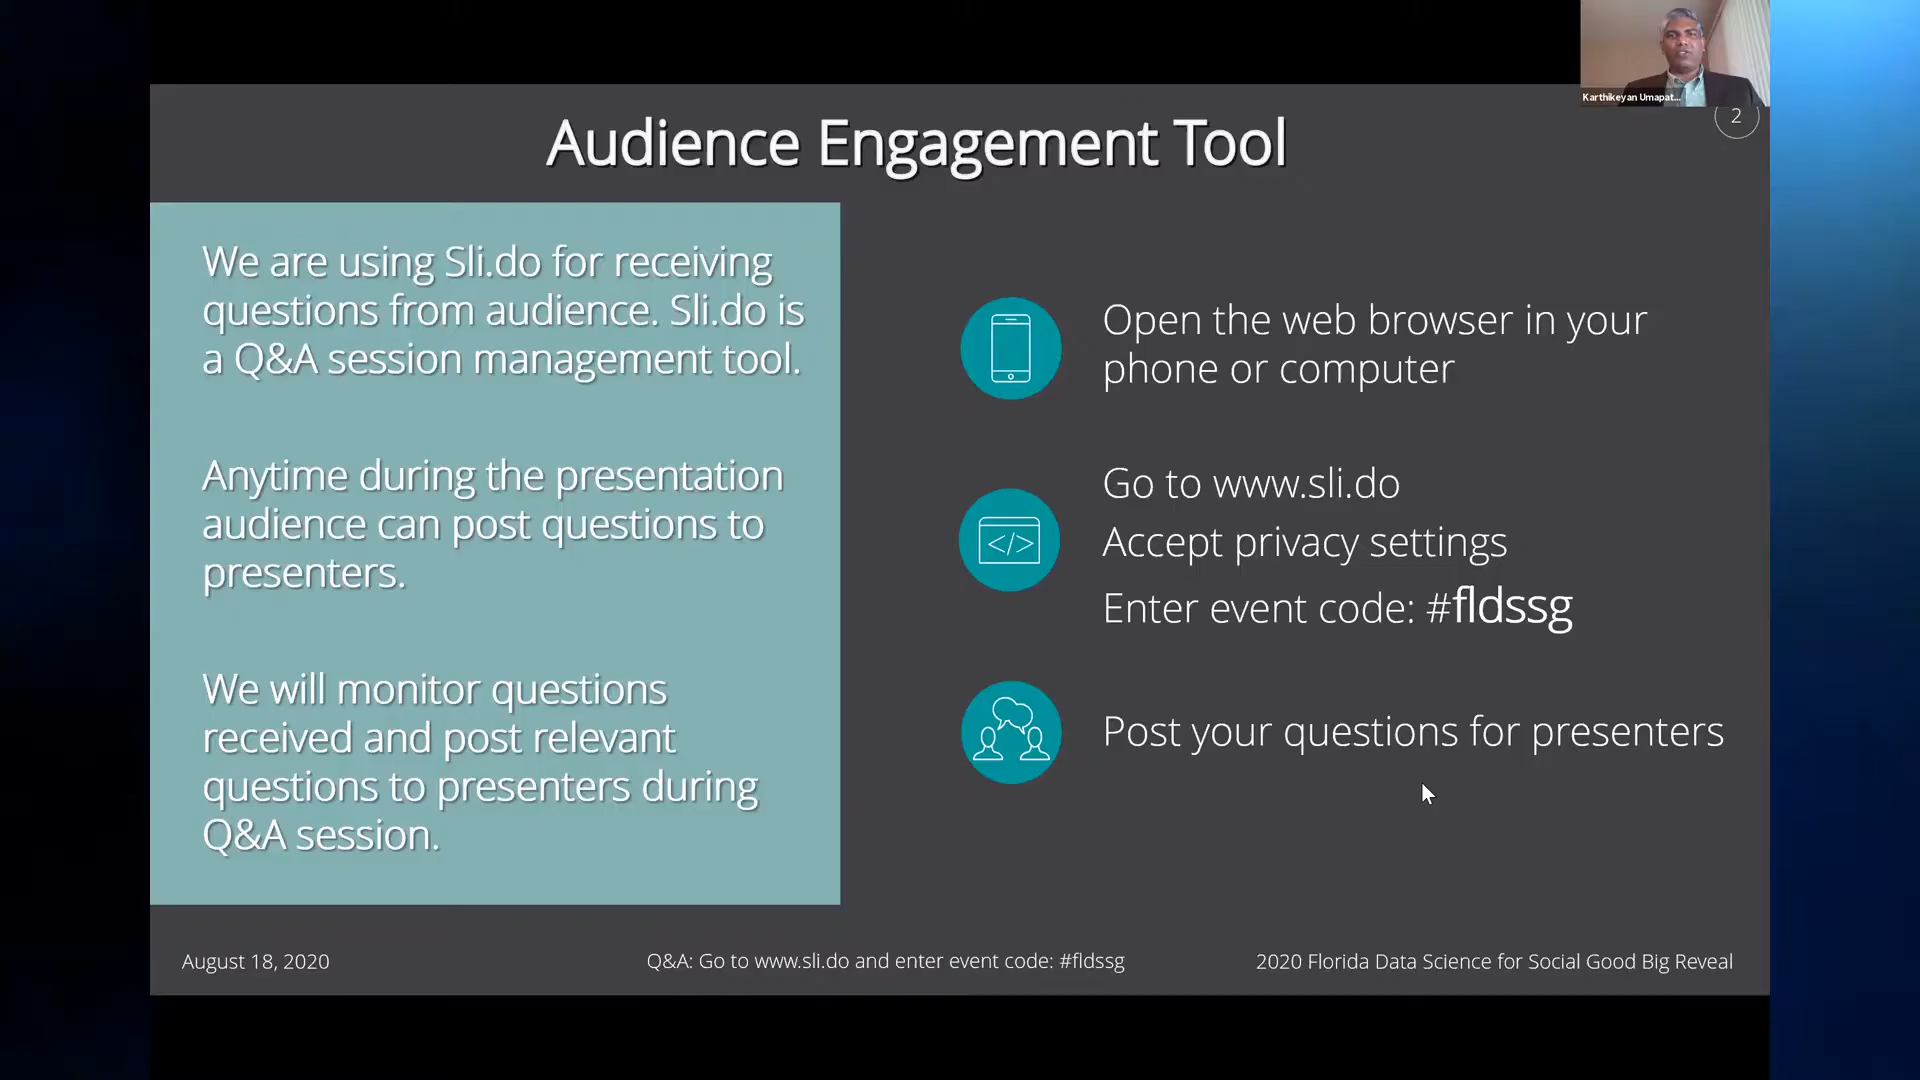 Karthikeyan Umapat...
2
Audience Engagement Tool
We are using Sli.do for receiving
questions from audience. Sli.do is
a Q&A session management tool.
Anytime during the presentation
audience can post questions to
presenters.
We will monitor questions
received and post relevant
questions to presenters during
Q&A session.
Open the web browser in your
phone or computer
</>
Go to www.sli.do
Accept privacy settings
Enter event code: #fldssg
Post your questions for presenters
August 18, 2020
Q&A: Go to www.sli.do and enter event code: #fldssg
2020 Florida Data Science for Social Good Big Reveal